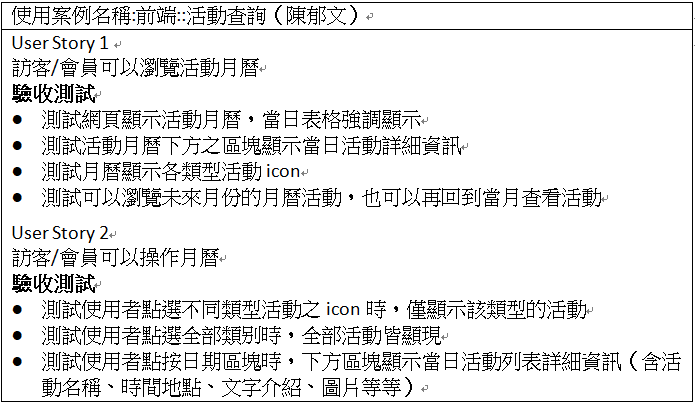 使用案例名稱:前端::活動查詢（陳郁文）
User Story 1
訪客/會員可以瀏覽活動月曆
驗收測試
● 測試網頁顯示活動月曆，當日表格強調顯示
● 測試活動月曆下方之區塊顯示當日活動詳細資訊
● 測試月曆顯示各類型活動 icon
● 測試可以瀏覽未來月份的月曆活動，也可以再回到當月查看活動
User Story 2
訪客/會員可以操作月曆
驗收測試
● 測試使用者點選不同類型活動之 icon 時，僅顯示該類型的活動
● 測試使用者點選全部類別時，全部活動皆顯現
● 測試使用者點按日期區塊時，下方區塊顯示當日活動列表詳細資訊（含活
動名稱、時間地點、文字介紹、圖片等等）